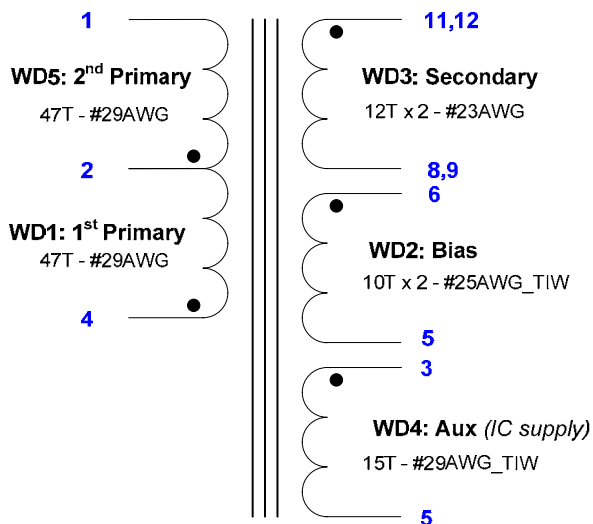 1
WD5: 2nd Primary
47T - #29AWG
2
WD1: 1st Primary
47T - #29AWG
4
11,12
WD3: Secondary
12T x 2 - #23AWG
8,9
6
WD2: Bias
10T x 2 - #25AWG_TIW
5
3
WD4: Aux (IC supply)
15T - #29AWG_TIW
5